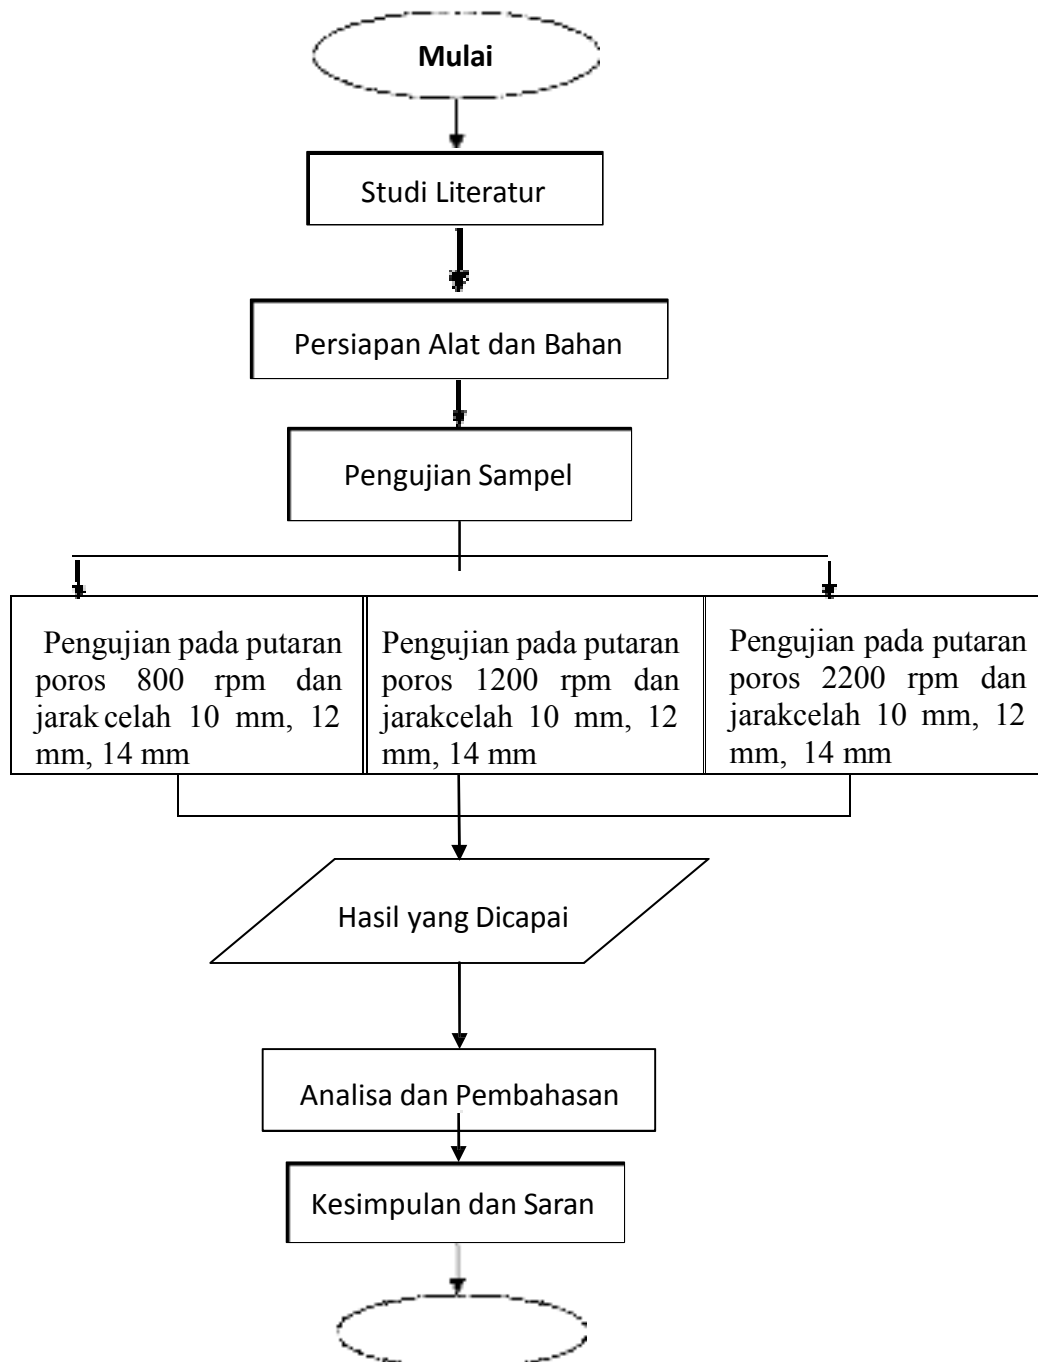 Mulai
Studi Literatur
Persiapan Alat dan Bahan
Pengujian Sampel
Pengujian pada putaran
poros 800 rpm dan
jarak celah 10 mm, 12
mm, 14 mm
Pengujian pada putaran
poros 1200 rpm dan
jarakcelah 10 mm, 12
mm, 14 mm
Pengujian pada putaran
poros 2200 rpm dan
jarakcelah 10 mm, 12
mm, 14 mm
Hasil yang Dicapai
Analisa dan Pembahasan
Kesimpulan dan Saran